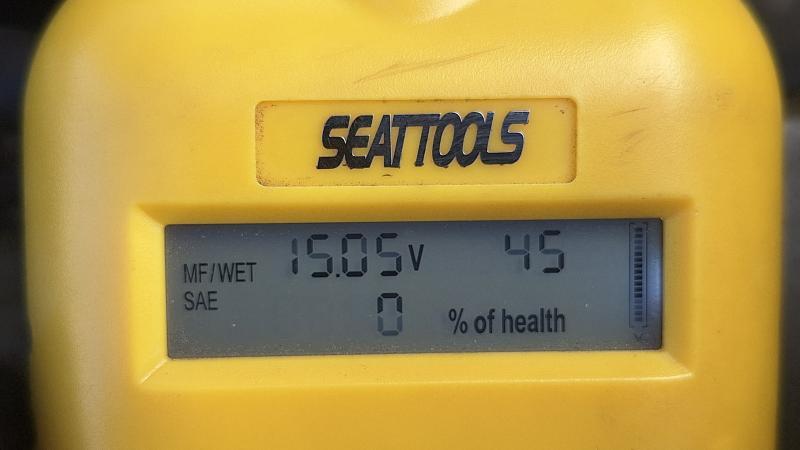 SEATTOOLS
MF/WET 15.05V 45
SAE 0 % of health